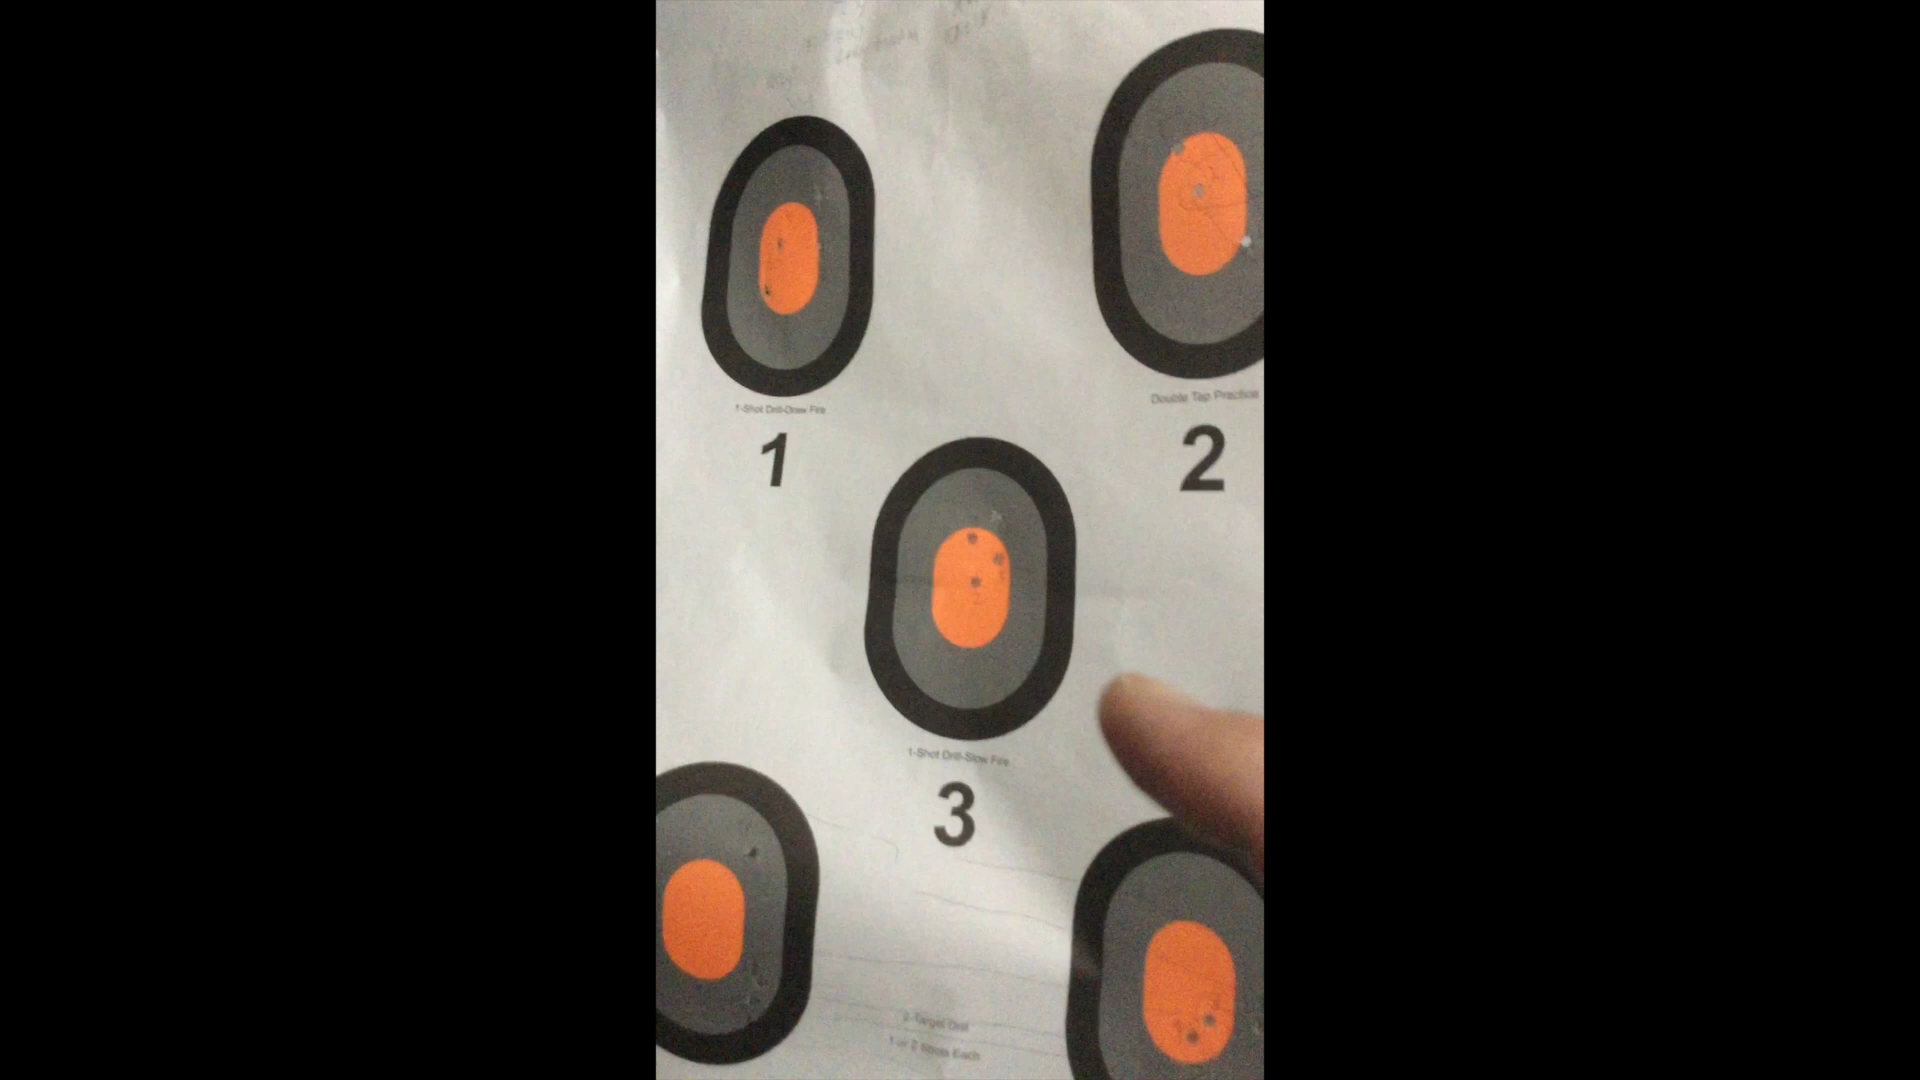 1-Shot Drill-Draw Fire
1
Double Tap Practice
2
1-Shot Drill-Slow Fire
3
2-Target Drill
1 or 2 Shots Each